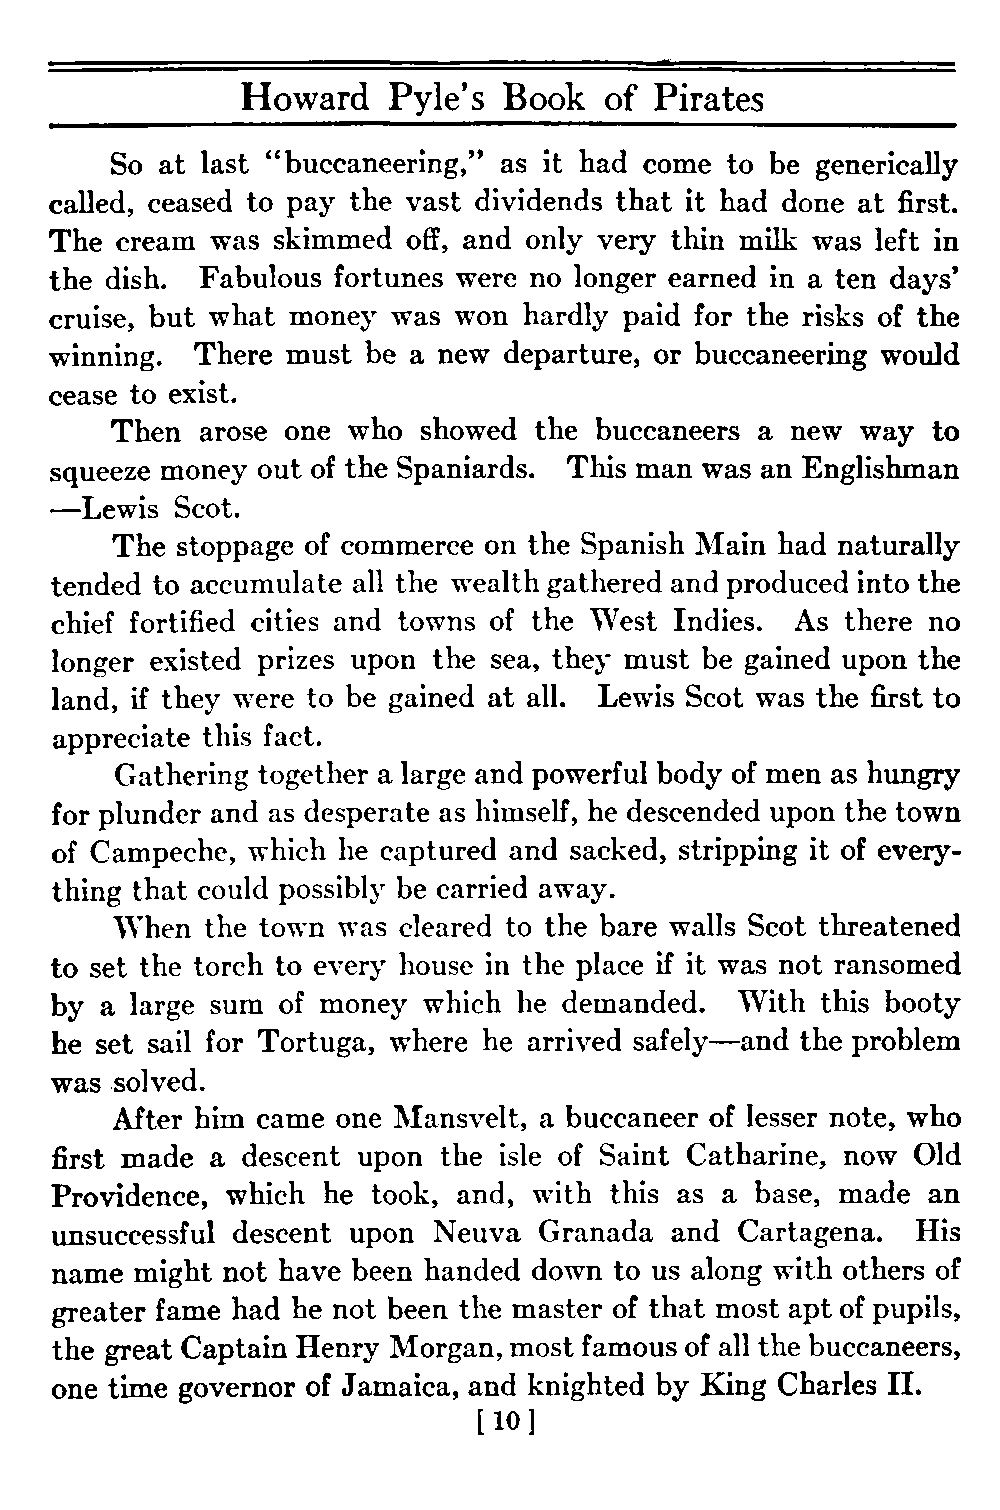 Howard Pyle's Book of Pirates
So at last "buccaneering," as it had come to be generically
called, ceased to pay the vast dividends that it had done at first.
The cream was skimmed off, and only very thin milk was left in
the dish. Fabulous fortunes were no longer earned in a ten days'
cruise, but what money was won hardly paid for the risks of the
winning. There must be a new departure, or buccaneering would
cease to exist.
Then arose one who showed the buccaneers a new way to
squeeze money out of the Spaniards. This man was an Englishman
—Lewis Scot.
The stoppage of commerce on the Spanish Main had naturally
tended to accumulate all the wealth gathered and produced into the
chief fortified cities and towns of the West Indies. As there no
longer existed prizes upon the sea, they must be gained upon the
land, if they were to be gained at all. Lewis Scot was the first to
appreciate this fact.
Gathering together a large and powerful body of men as hungry
for plunder and as desperate as himself, he descended upon the town
of Campeche, which he captured and sacked, stripping it of every-
thing that could possibly be carried away.
When the town was cleared to the bare walls Scot threatened
to set the torch to every house in the place if it was not ransomed
by a large sum of money which he demanded. With this booty
he set sail for Tortuga, where he arrived safely—and the problem
was solved.
After him came one Mansvelt, a buccaneer of lesser note, who
first made a descent upon the isle of Saint Catharine, now Old
Providence, which he took, and, with this as a base, made an
unsuccessful descent upon Neuva Granada and Cartagena. His
name might not have been handed down to us along with others of
greater fame had he not been the master of that most apt of pupils,
the great Captain Henry Morgan, most famous of all the buccaneers,
one time governor of Jamaica, and knighted by King Charles II.
[ 10 ]